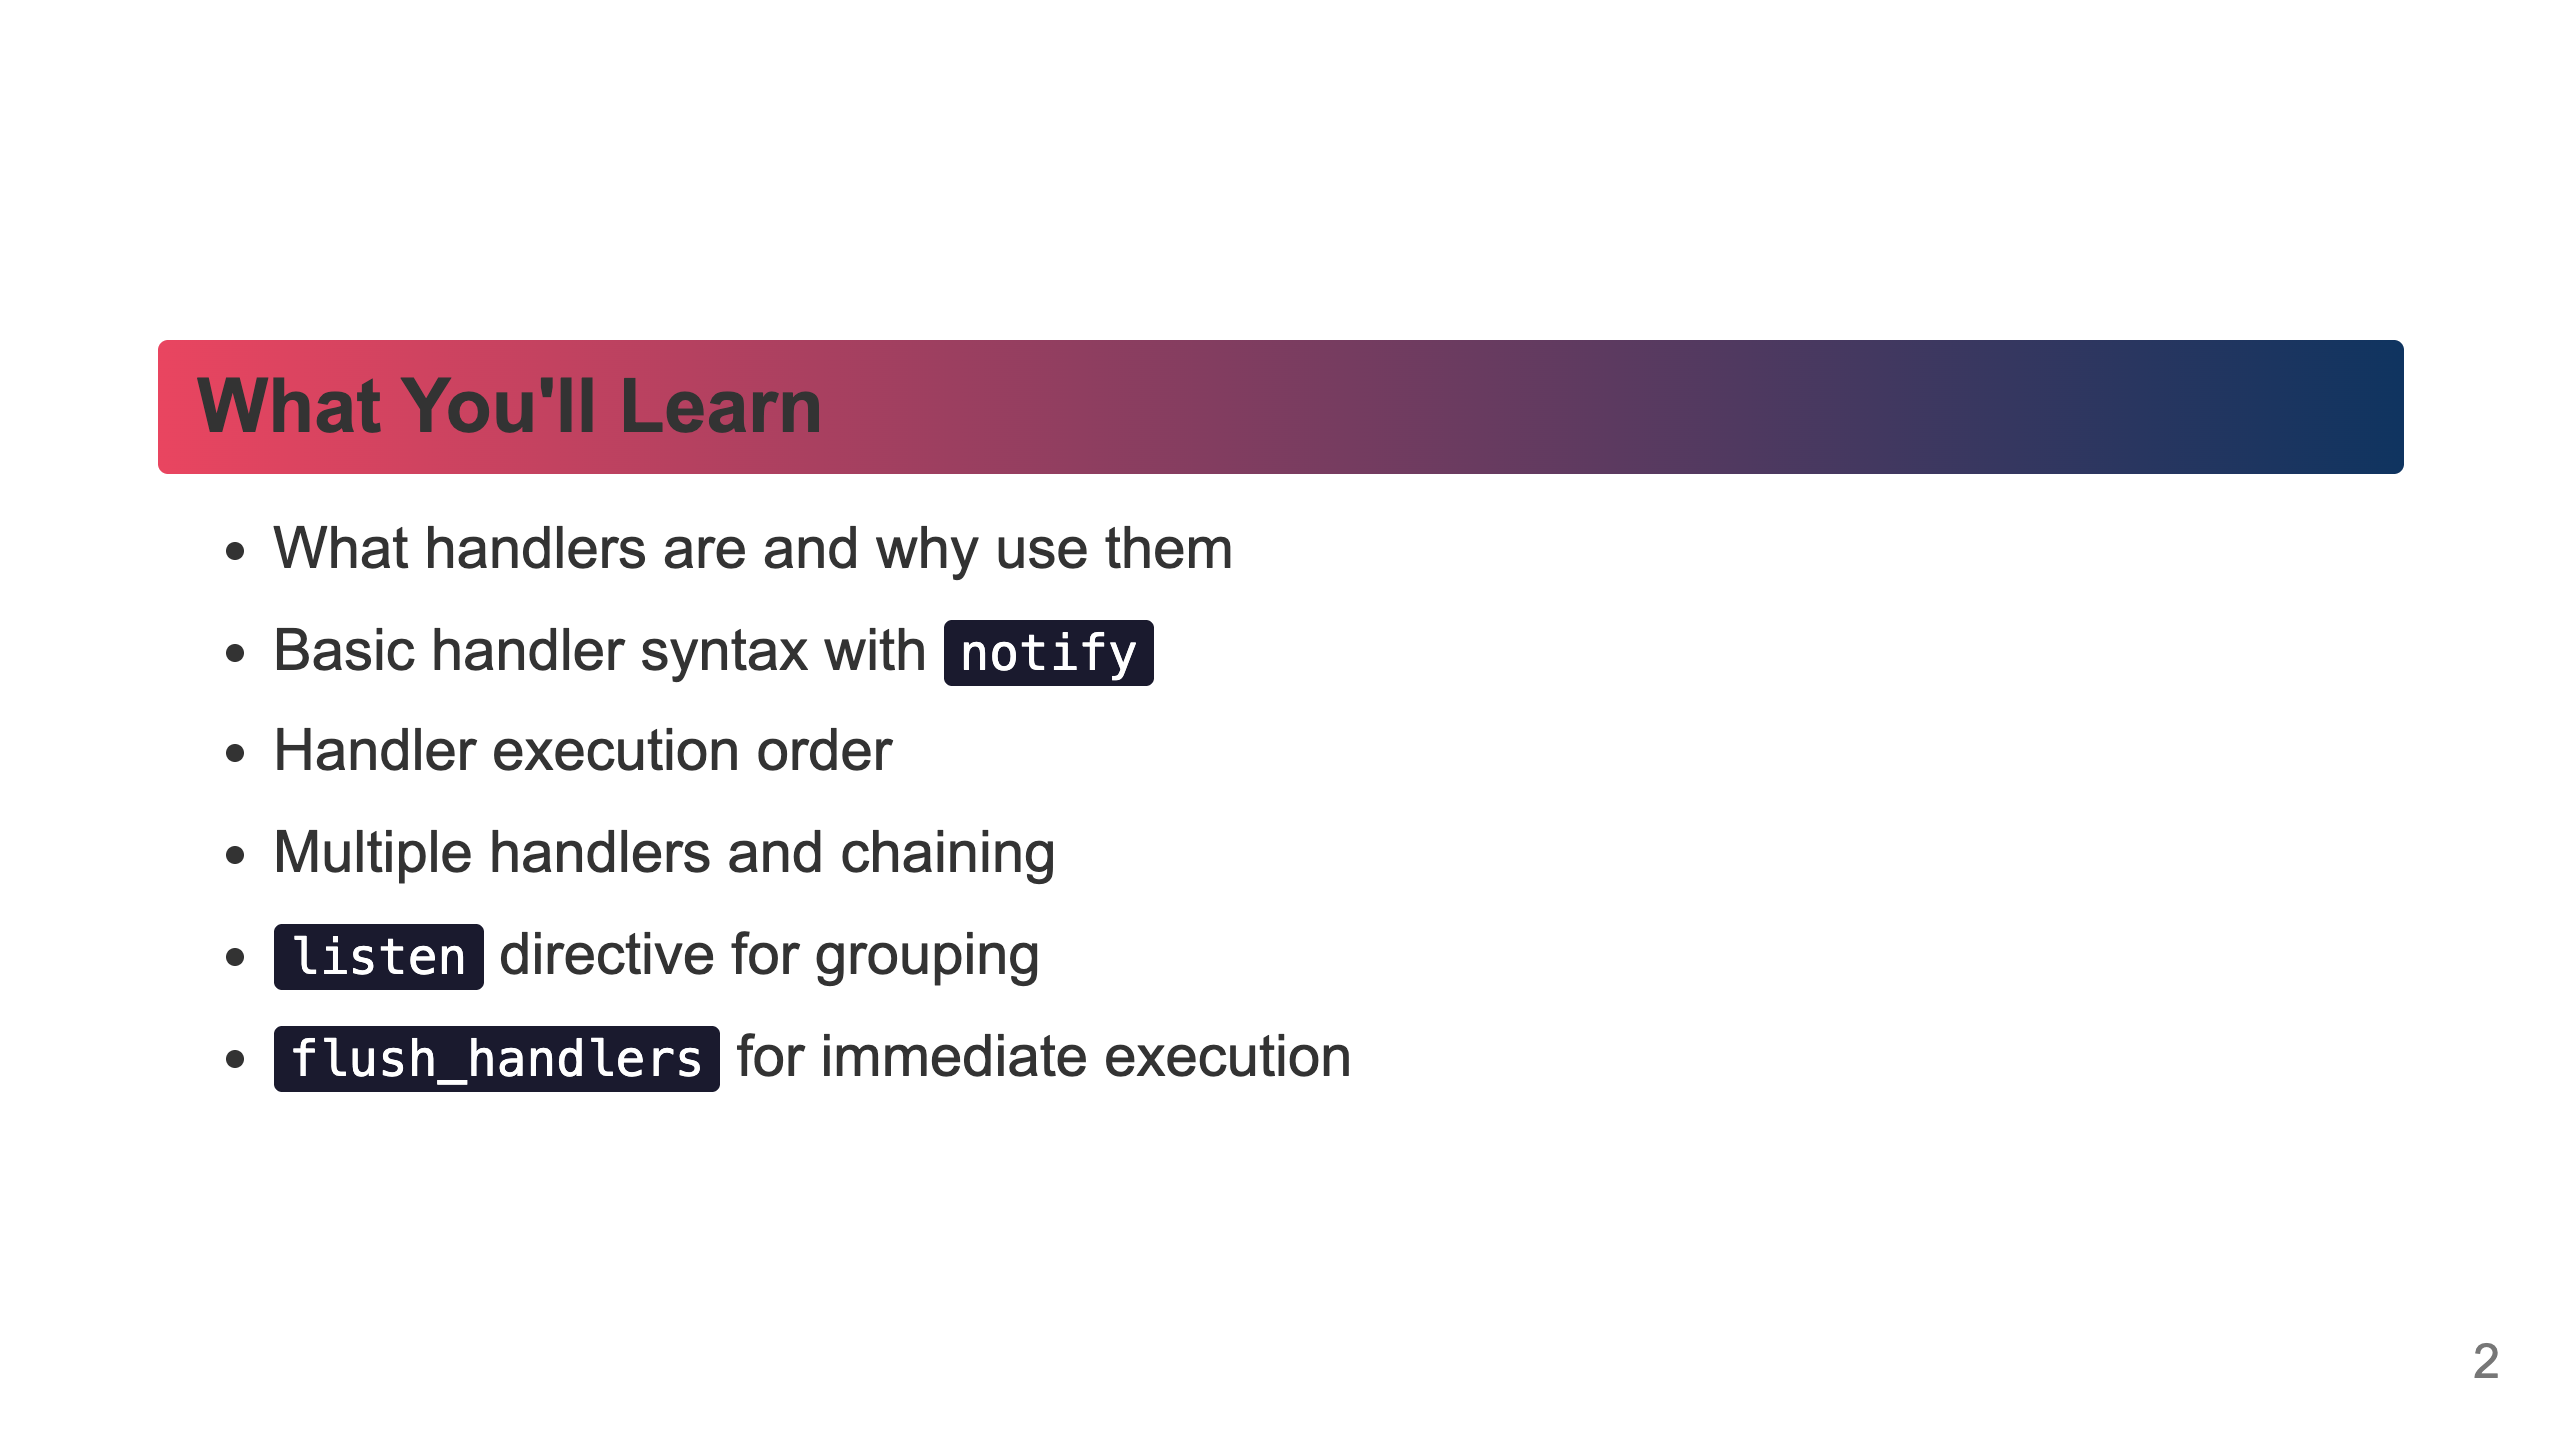 What You'll Learn
• What handlers are and why use them
• Basic handler syntax with notify
• Handler execution order
• Multiple handlers and chaining
• listen directive for grouping
• flush_handlers for immediate execution
2